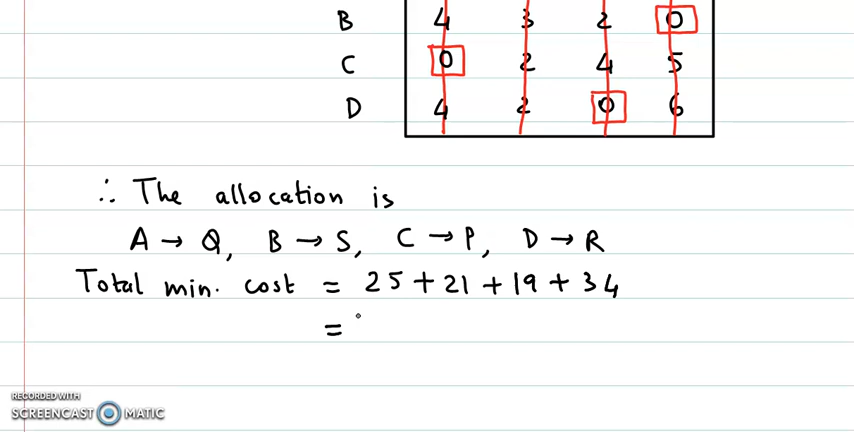 B 4 3 2 0
C 0 2 4 5
D 4 2 0 6
∴ The allocation is
A → Q, B → S, C → P, D → R
Total min. cost = 25 + 21 + 19 + 34
=
RECORDED WITH
SCREENCAST MATIC